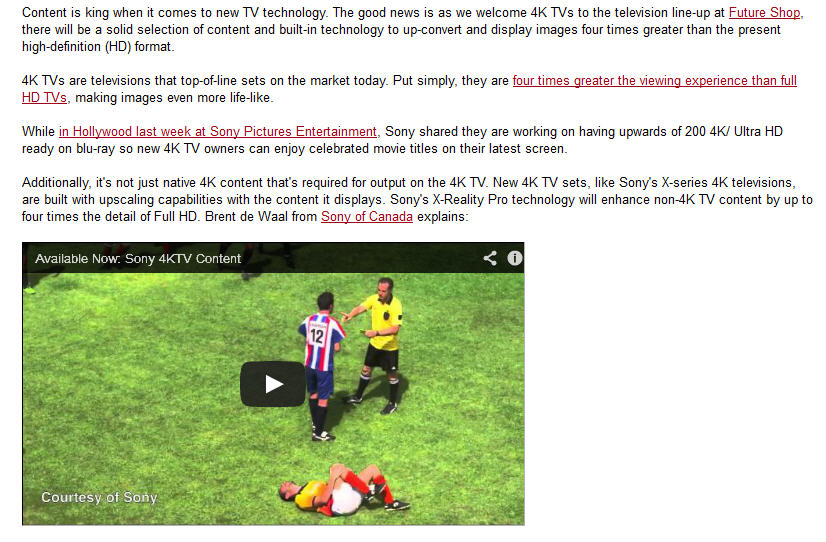 Content is king when it comes to new TV technology. The good news is as we welcome 4K TVs to the television line-up at Future Shop,
there will be a solid selection of content and built-in technology to up-convert and display images four times greater than the present
high-definition (HD) format.
4K TVs are televisions that top-of-line sets on the market today. Put simply, they are four times greater the viewing experience than full
HD TVs, making images even more life-like.
While in Hollywood last week at Sony Pictures Entertainment, Sony shared they are working on having upwards of 200 4K/ Ultra HD
ready on blu-ray so new 4K TV owners can enjoy celebrated movie titles on their latest screen.
Additionally, it's not just native 4K content that's required for output on the 4K TV. New 4K TV sets, like Sony's X-series 4K televisions,
are built with upscaling capabilities with the content it displays. Sony's X-Reality Pro technology will enhance non-4K TV content by up to
four times the detail of Full HD. Brent de Waal from Sony of Canada explains:
Available Now: Sony 4KTV Content
12
Courtesy of Sony